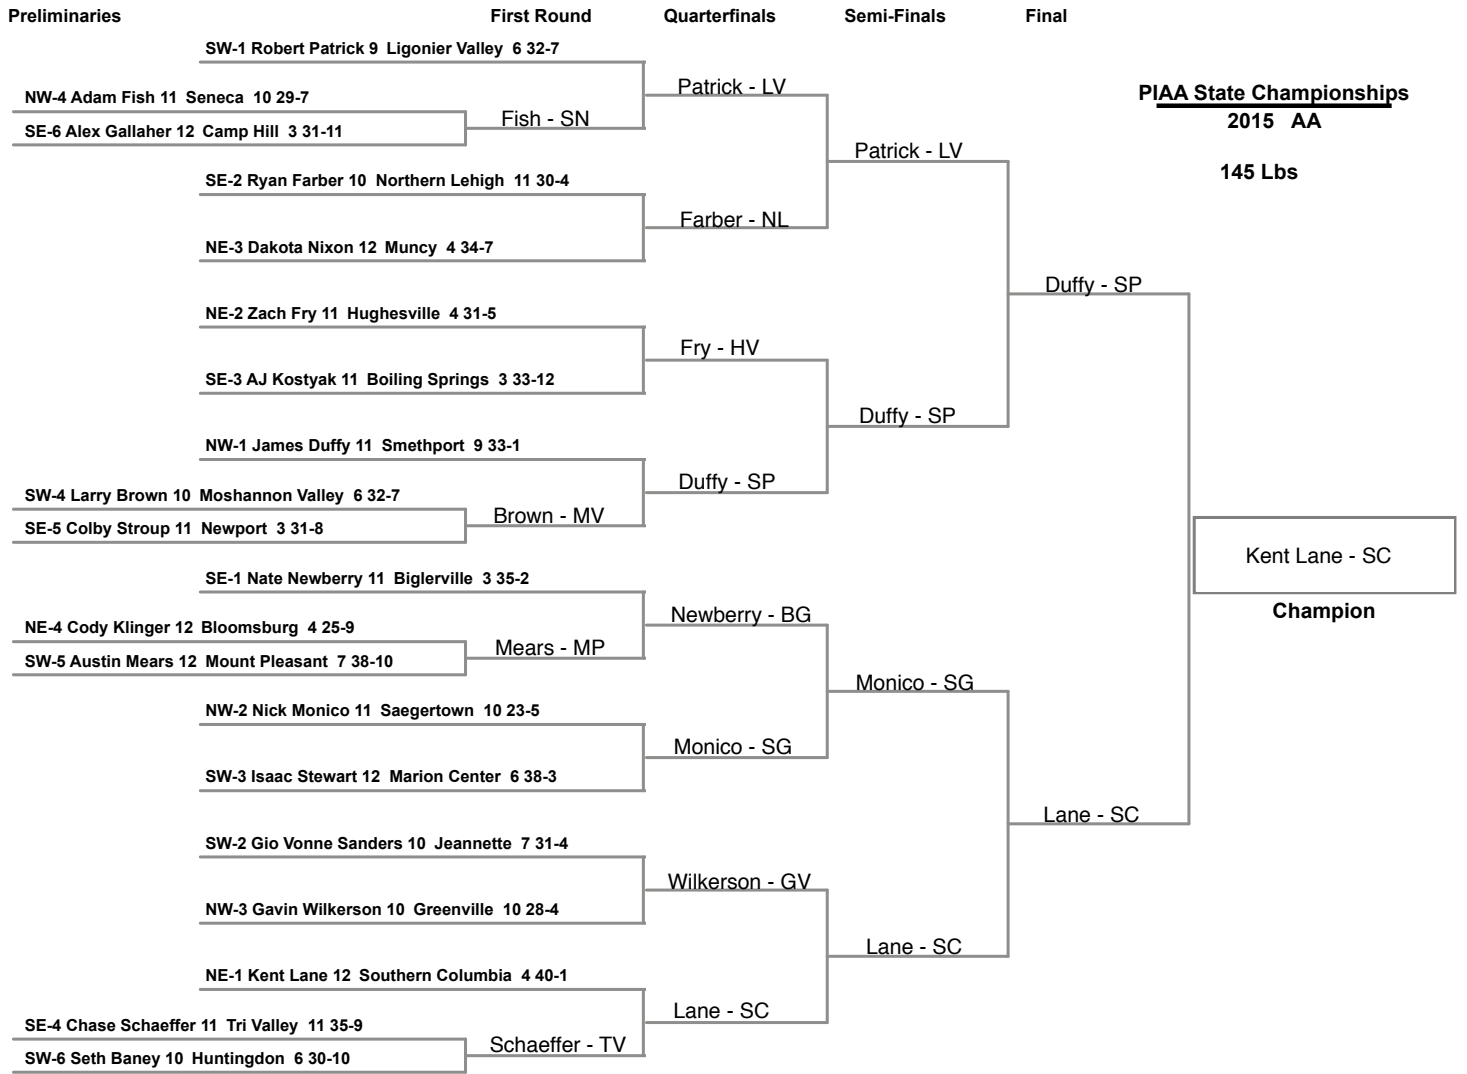 Preliminaries First Round Quarterfinals Semi-Finals Final
SW-1 Robert Patrick 9 Ligonier Valley 6 32-7
Patrick - LV
NW-4 Adam Fish 11 Seneca 10 29-7
PIAA State Championships
Fish - SN
2015 AA
SE-6 Alex Gallaher 12 Camp Hill 3 31-11
Patrick - LV
145 Lbs
SE-2 Ryan Farber 10 Northern Lehigh 11 30-4
Farber - NL
NE-3 Dakota Nixon 12 Muncy 4 34-7
Duffy - SP
NE-2 Zach Fry 11 Hughesville 4 31-5
Fry - HV
SE-3 AJ Kostyak 11 Boiling Springs 3 33-12
Duffy - SP
NW-1 James Duffy 11 Smethport 9 33-1
Duffy - SP
SW-4 Larry Brown 10 Moshannon Valley 6 32-7
Brown - MV
SE-5 Colby Stroup 11 Newport 3 31-8
Kent Lane - SC
SE-1 Nate Newberry 11 Biglerville 3 35-2
Champion
Newberry - BG
NE-4 Cody Klinger 12 Bloomsburg 4 25-9
Mears - MP
SW-5 Austin Mears 12 Mount Pleasant 7 38-10
Monico - SG
NW-2 Nick Monico 11 Saegertown 10 23-5
Monico - SG
SW-3 Isaac Stewart 12 Marion Center 6 38-3
Lane - SC
SW-2 Gio Vonne Sanders 10 Jeannette 7 31-4
Wilkerson - GV
NW-3 Gavin Wilkerson 10 Greenville 10 28-4
Lane - SC
NE-1 Kent Lane 12 Southern Columbia 4 40-1
Lane - SC
SE-4 Chase Schaeffer 11 Tri Valley 11 35-9
Schaeffer - TV
SW-6 Seth Baney 10 Huntingdon 6 30-10